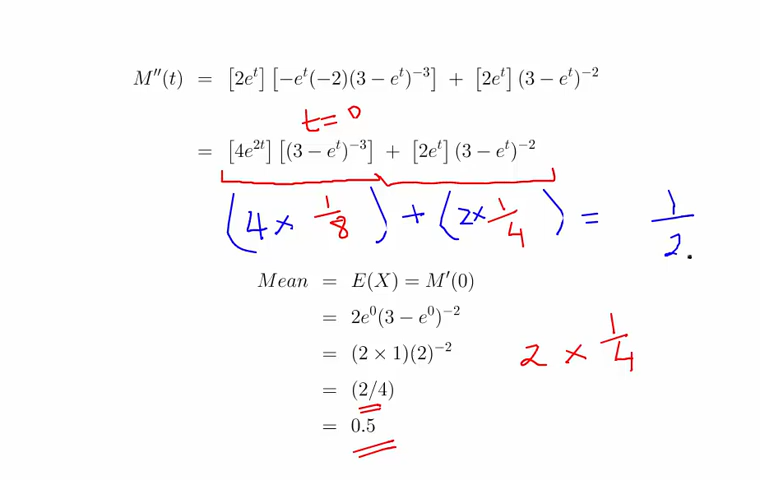 M''(t) = [2e^t] [−e^t(−2)(3 − e^t)^−3] + [2e^t] (3 − e^t)^−2
t= 0
= [4e^2t] [(3 − e^t)^−3] + [2e^t] (3 − e^t)^−2
(4 × 1/8) + (2× 1/4) = 1/2.
Mean = E(X) = M'(0)
= 2e^0(3 − e^0)^−2
= (2 × 1)(2)^−2
2 × 1/4
= (2/4)
= 0.5